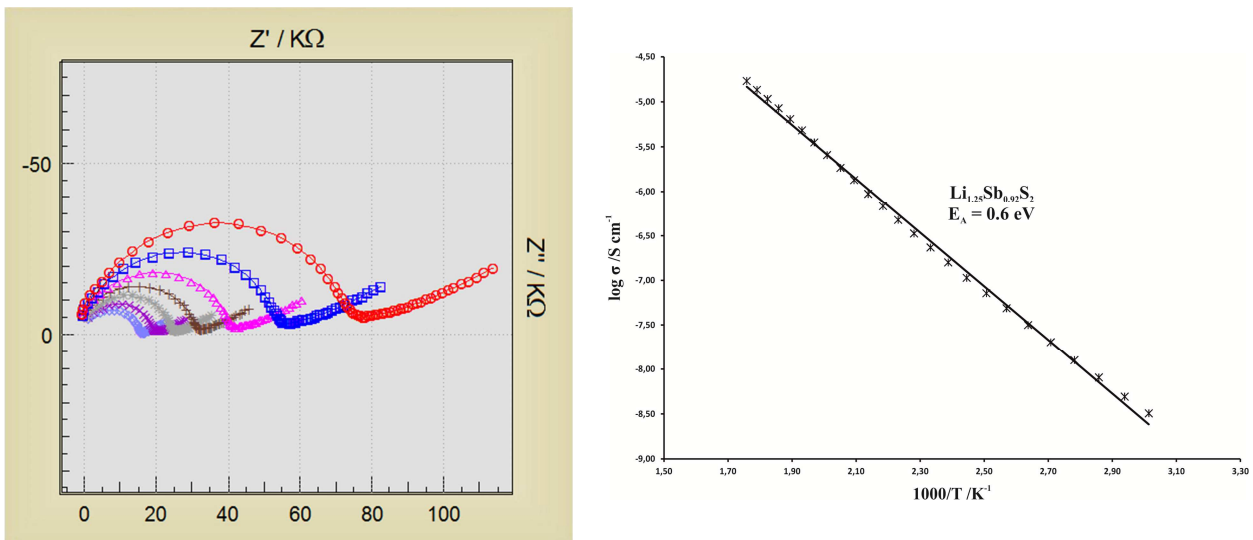 Z' / KΩ
-50
0
Z" / KΩ
0 20 40 60 80 100
-4,50
-5,00
-5,50
-6,00
-6,50
-7,00
-7,50
-8,00
-8,50
-9,00
log σ /S cm⁻¹
Li₁.₂₅Sb₀.₉₂S₂
E_A = 0.6 eV
1,50 1,70 1,90 2,10 2,30 2,50 2,70 2,90 3,10 3,30
1000/T /K⁻¹